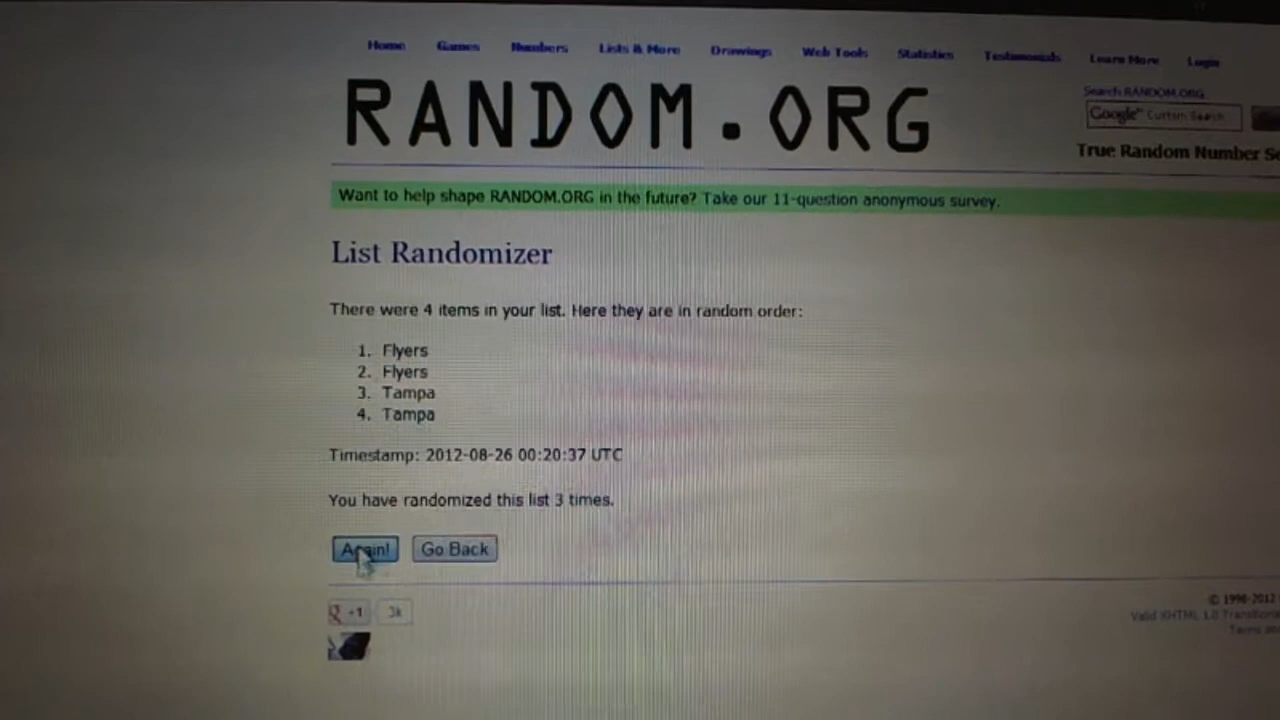 Home Games Numbers Lists & More Drawings Web Tools Statistics Testimonials Learn More Login
RANDOM.ORG
Search RANDOM.ORG
Google™ Custom Search
True Random Number
Want to help shape RANDOM.ORG in the future? Take our 11-question anonymous survey.
List Randomizer
There were 4 items in your list. Here they are in random order:
1. Flyers
2. Flyers
3. Tampa
4. Tampa
Timestamp: 2012-08-26 00:20:37 UTC
You have randomized this list 3 times.
Again! Go Back
+1 3k
© 1998-2012
Valid XHTML 1.0
Terms